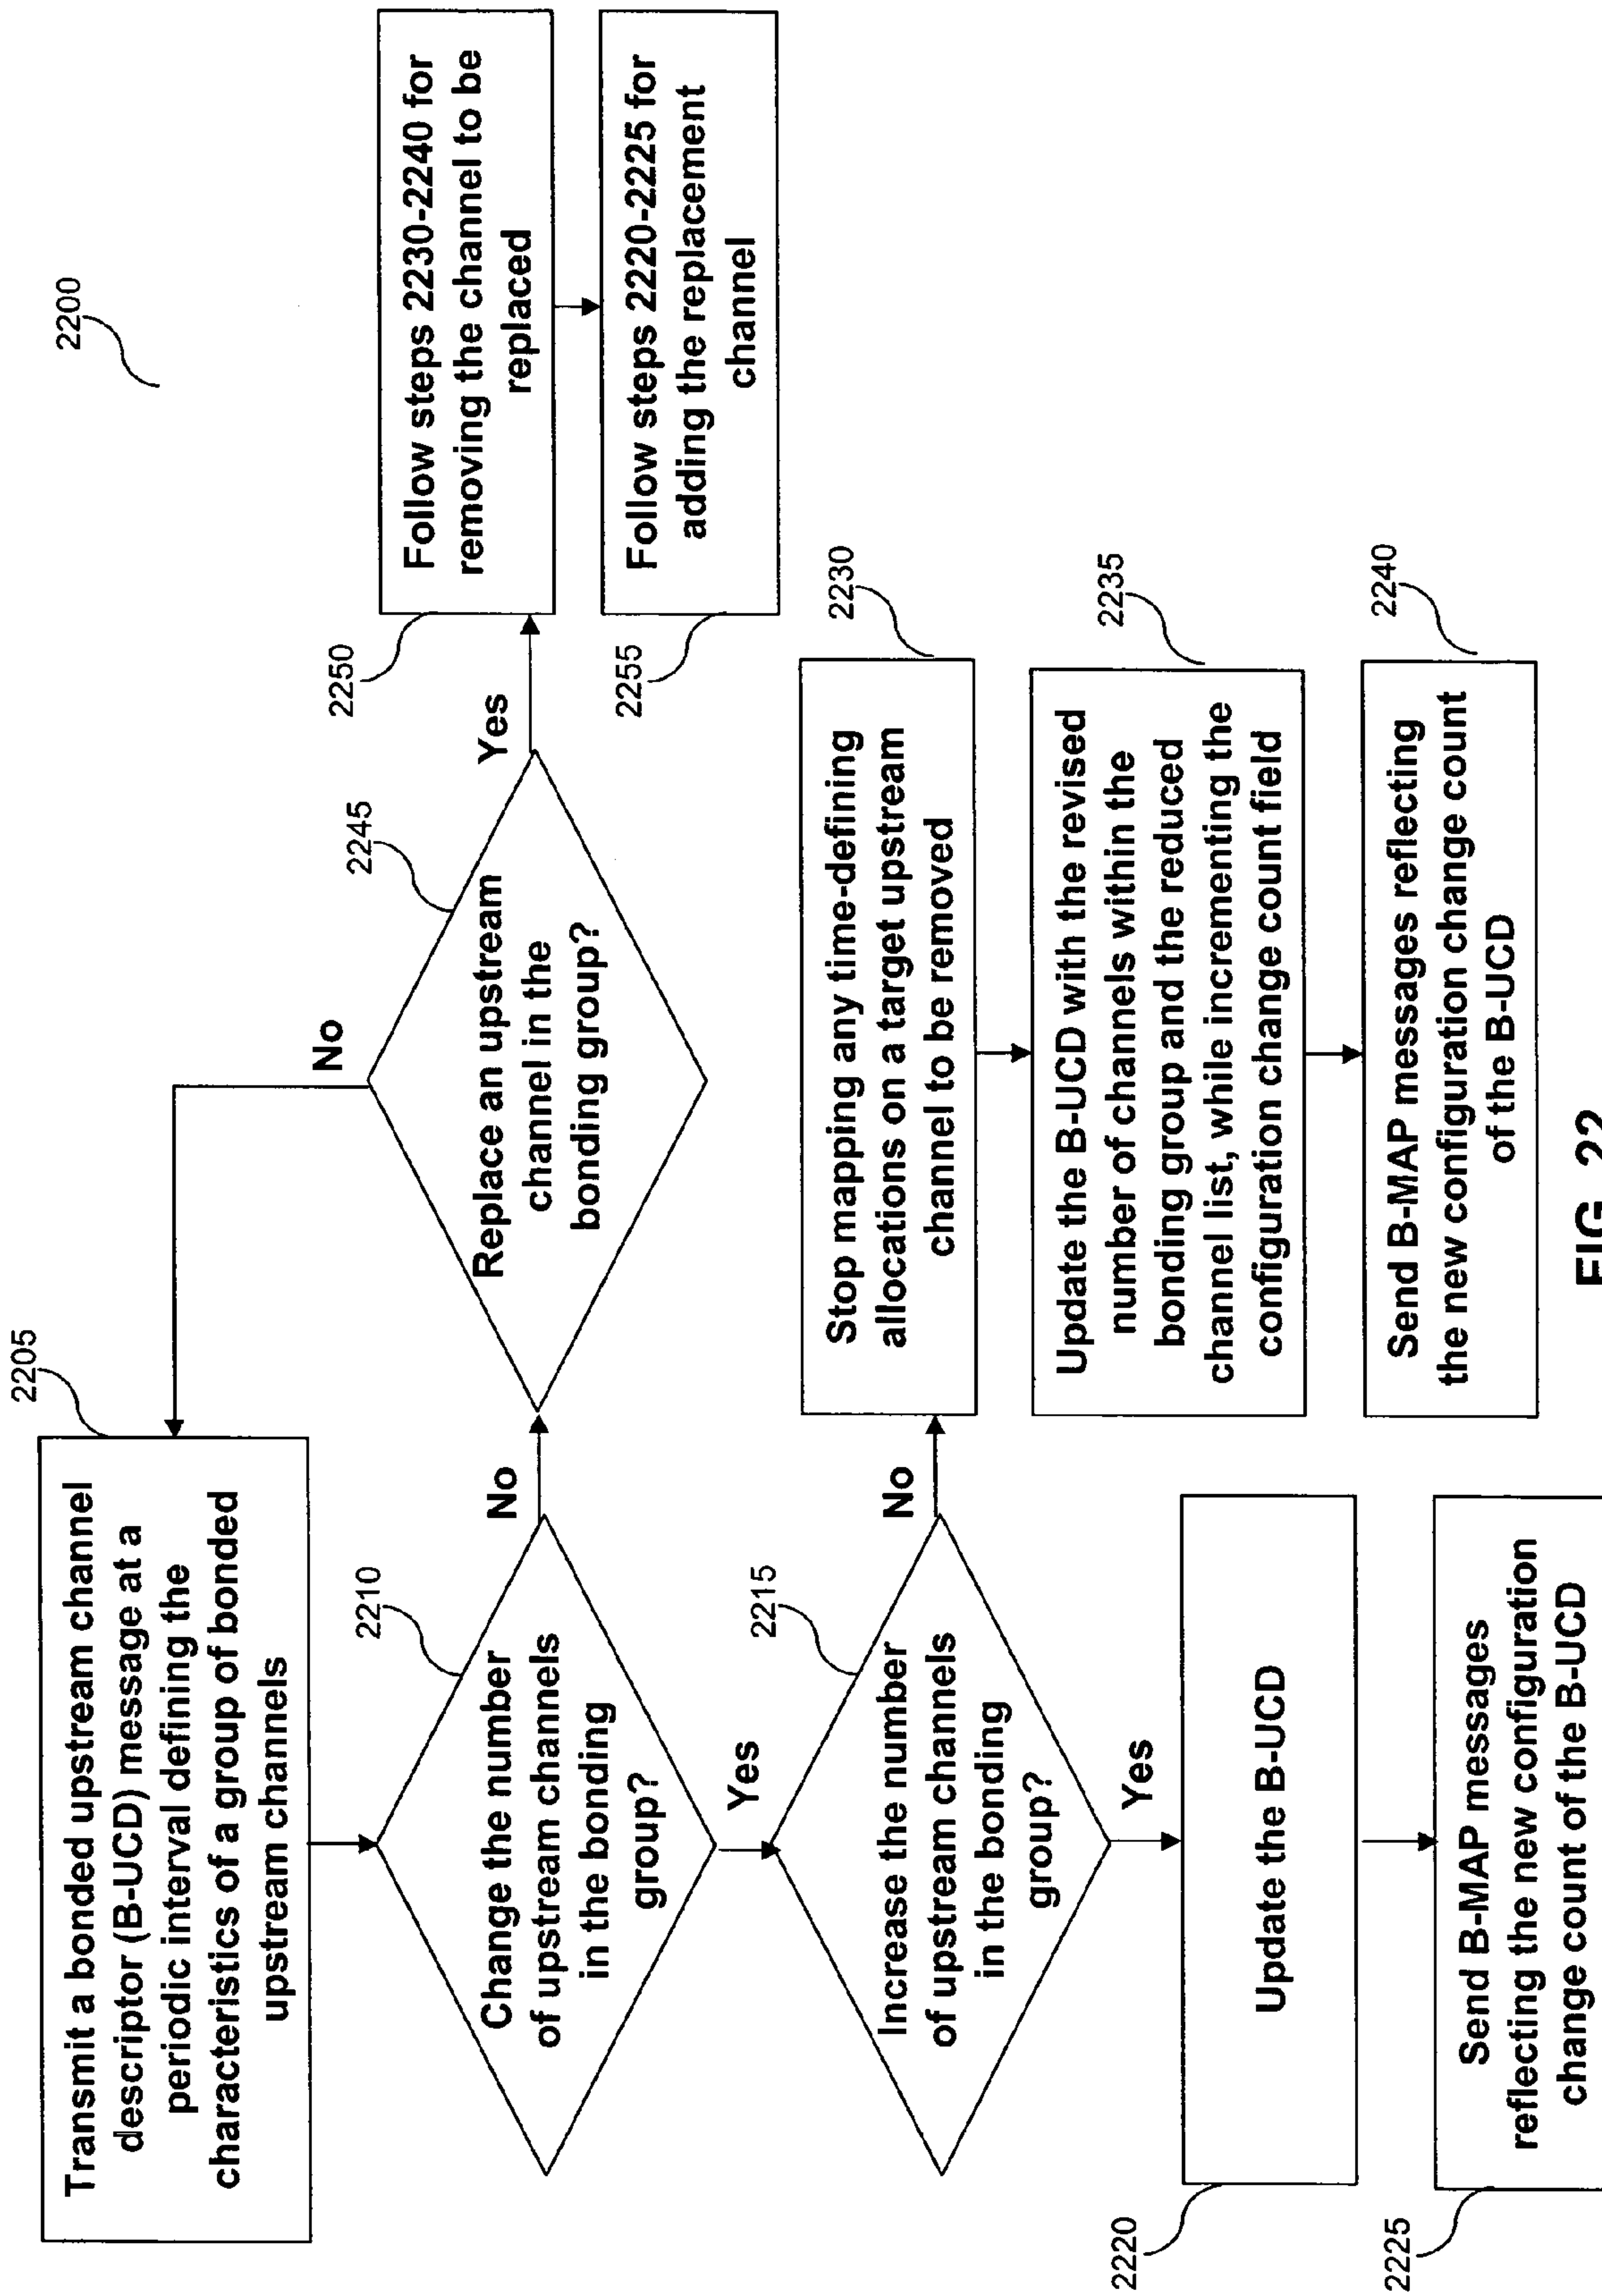 2200
2205
Transmit a bonded upstream channel
descriptor (B-UCD) message at a
periodic interval defining the
characteristics of a group of bonded
upstream channels
2210
Change the number
of upstream channels
in the bonding
group?
No
Yes
2245
Replace an upstream
channel in the
bonding group?
No
Yes
2250
Follow steps 2230-2240 for
removing the channel to be
replaced
2255
Follow steps 2220-2225 for
adding the replacement
channel
2215
Increase the number
of upstream channels
in the bonding
group?
No
Yes
2230
Stop mapping any time-defining
allocations on a target upstream
channel to be removed
2235
Update the B-UCD with the revised
number of channels within the
bonding group and the reduced
channel list, while incrementing the
configuration change count field
2240
Send B-MAP messages reflecting
the new configuration change count
of the B-UCD
2220
Update the B-UCD
2225
Send B-MAP messages
reflecting the new configuration
change count of the B-UCD
FIG. 22